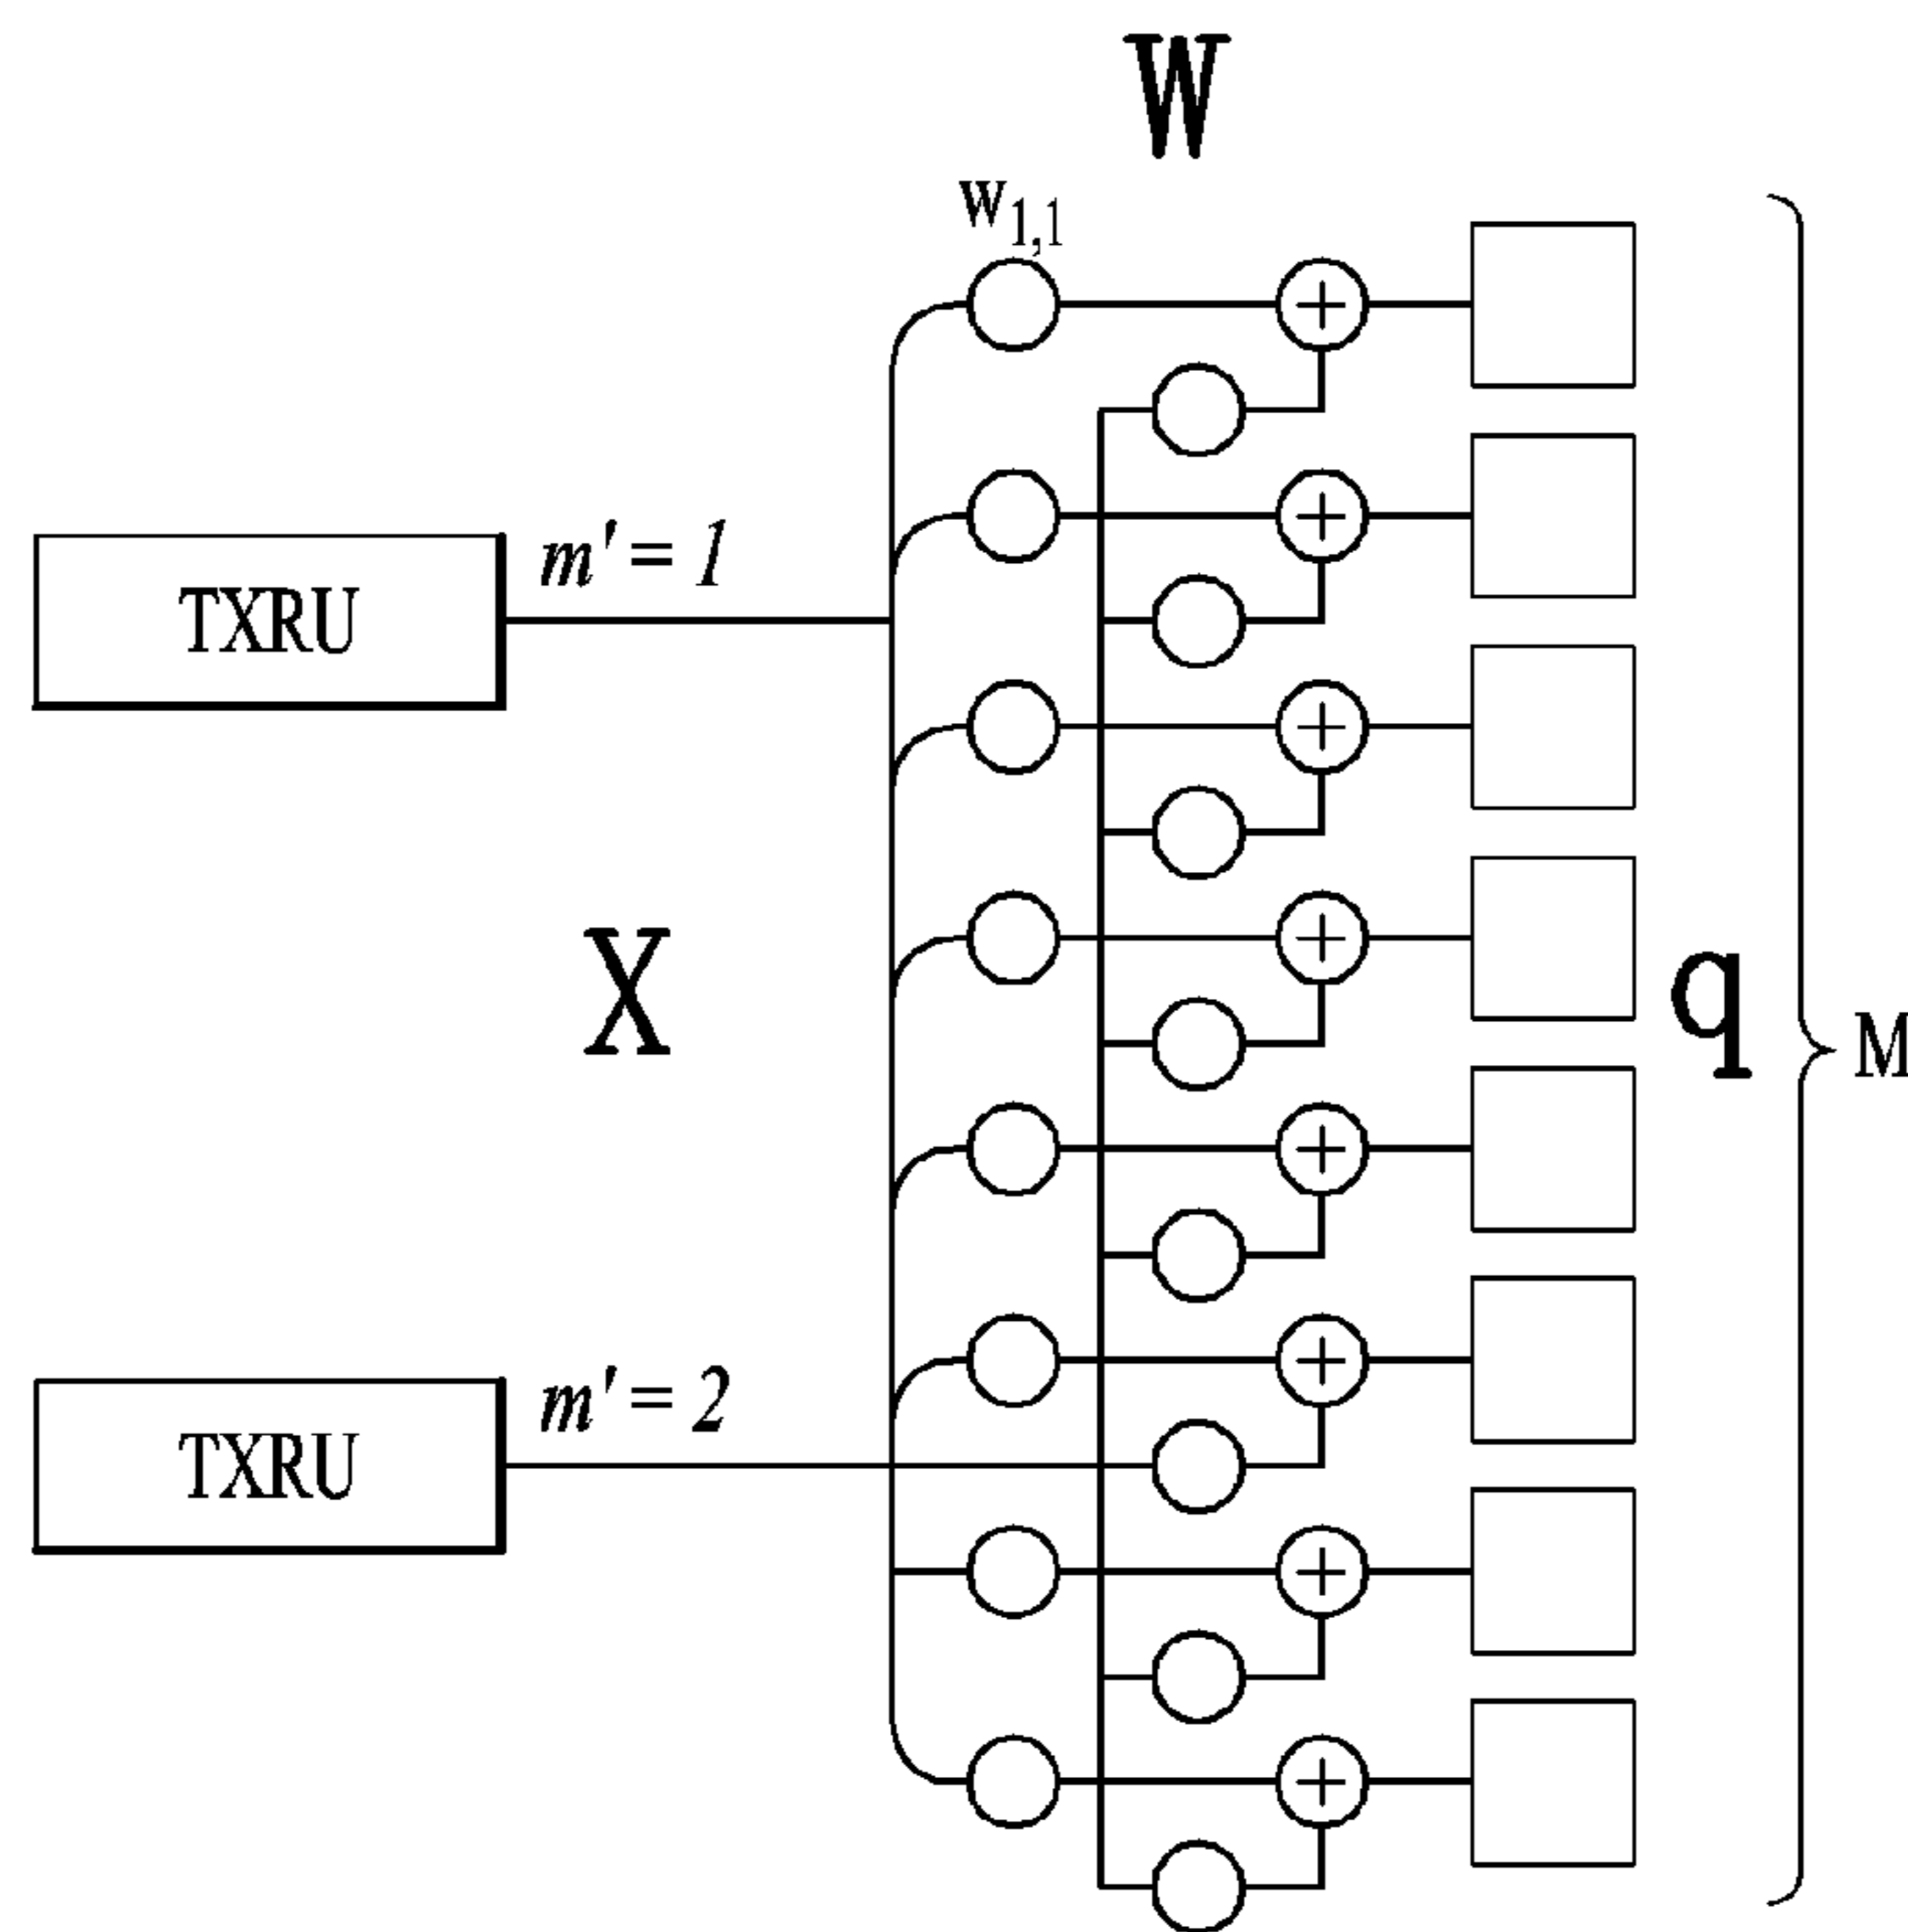 W
w1,1
m' = 1
TXRU
X
q
M
m' = 2
TXRU